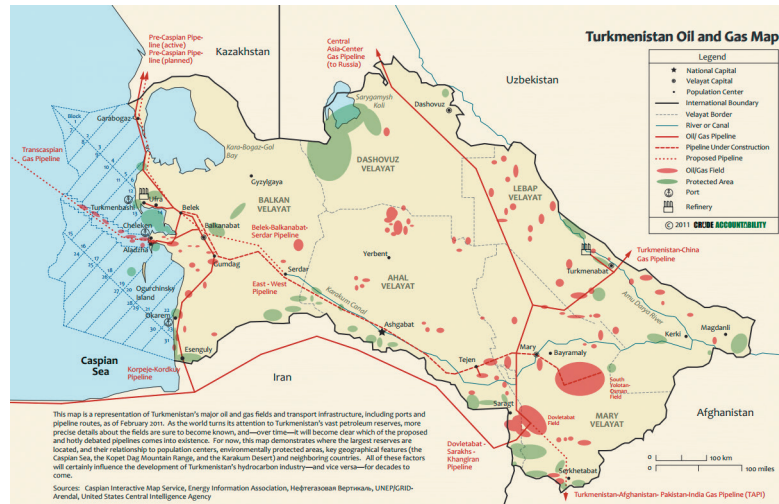 Turkmenistan Oil and Gas Map
Legend
National Capital
Velayat Capital
Population Center
International Boundary
Velayat Border
River or Canal
Oil/ Gas Pipeline
Pipeline Under Construction
Proposed Pipeline
Oil/Gas Field
Protected Area
Port
Refinery
© 2011 CRUDE ACCOUNTABILITY
Pre-Caspian Pipe-
line (active)
Pre-Caspian Pipe-
line (planned)
Kazakhstan
Central
Asia-Center
Gas Pipeline
(to Russia)
Uzbekistan
Sarygamysh
Koli
Dashovuz
Garabogaz
Block
Transcaspian
Gas Pipeline
Kara-Bogaz-Gol
Bay
DASHOVUZ
VELAYAT
Gyzylgaya
LEBAP
VELAYAT
Ufra
Turkmenbashi
Belek
BALKAN
VELAYAT
Cheleken
Balkanabat
Belek-Balkanabat-
Serdar Pipeline
Aladzha
Gumdag
Yerbent
Turkmenabat
Turkmenistan-China
Gas Pipeline
Ogurchinsky
Island
East - West
Pipeline
Serdar
AHAL
VELAYAT
Karakum Canal
Amu Darya River
Okarem
Ashgabat
Kerki
Magdanli
Esenguly
Mary
Bayramaly
Tejen
Caspian
Sea
Korpeje-Kordkuy
Pipeline
Iran
South
Yolotan-
Osman
Field
Saragt
Dovletabat
Field
MARY
VELAYAT
Afghanistan
Dovletabat -
Sarakhs -
Khangiran
Pipeline
Serkhetabat
0 100 km
0 100 miles
Turkmenistan-Afghanistan- Pakistan-India Gas Pipeline (TAPI)
This map is a representation of Turkmenistan's major oil and gas fields and transport infrastructure, including ports and
pipeline routes, as of February 2011. As the world turns its attention to Turkmenistan's vast petroleum reserves, more
precise details about the fields are sure to become known, and—over time—it will become clear which of the proposed
and hotly debated pipelines comes into existence. For now, this map demonstrates where the largest reserves are
located, and their relationship to population centers, environmentally protected areas, key geographical features (the
Caspian Sea, the Kopet Dag Mountain Range, and the Karakum Desert) and neighboring countries. All of these factors
will certainly influence the development of Turkmenistan's hydrocarbon industry—and vice versa—for decades to
come.
Sources: Caspian Interactive Map Service, Energy Information Association, Нефтегазовая Вертикаль, UNEP/GRID-
Arendal, United States Central Intelligence Agency